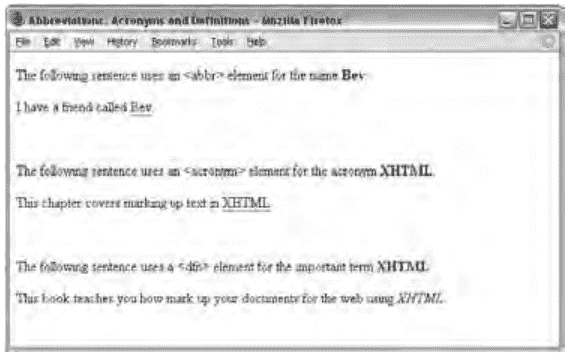 Abbreviations, Acronyms and Definitions - Mozilla Firefox
File Edit View History Bookmarks Tools Help
The following sentence uses an <abbr> element for the name Bev.
I have a friend called Bev.
The following sentence uses an <acronym> element for the acronym XHTML.
This chapter covers marking up text in XHTML.
The following sentence uses a <dfn> element for the important term XHTML.
This book teaches you how mark up your documents for the web using XHTML.